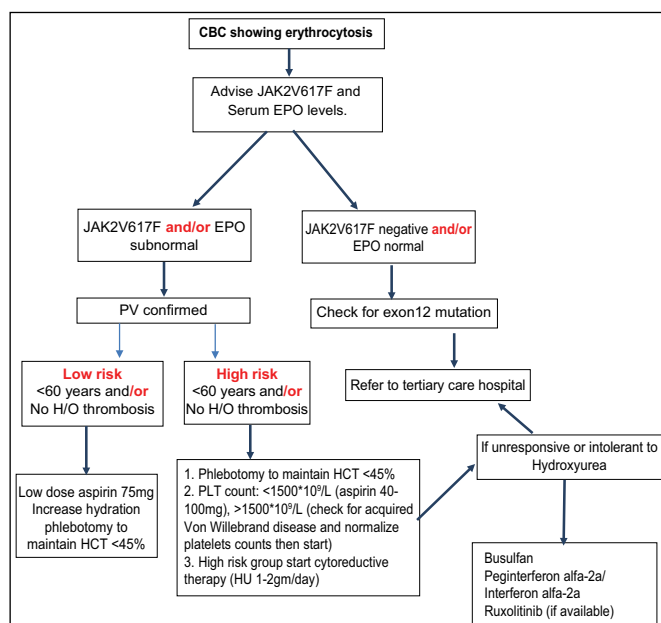 CBC showing erythrocytosis
Advise JAK2V617F and
Serum EPO levels.
JAK2V617F and/or EPO
subnormal
JAK2V617F negative and/or
EPO normal
PV confirmed
Check for exon12 mutation
Low risk
<60 years and/or
No H/O thrombosis
High risk
<60 years and/or
No H/O thrombosis
Refer to tertiary care hospital
Low dose aspirin 75mg
Increase hydration
phlebotomy to
maintain HCT <45%
1. Phlebotomy to maintain HCT <45%
2. PLT count: <1500*10⁹/L (aspirin 40-
100mg), >1500*10⁹/L (check for acquired
Von Willebrand disease and normalize
platelets counts then start)
3. High risk group start cytoreductive
therapy (HU 1-2gm/day)
If unresponsive or intolerant to
Hydroxyurea
Busulfan
Peginterferon alfa-2a/
Interferon alfa-2a
Ruxolitinib (if available)